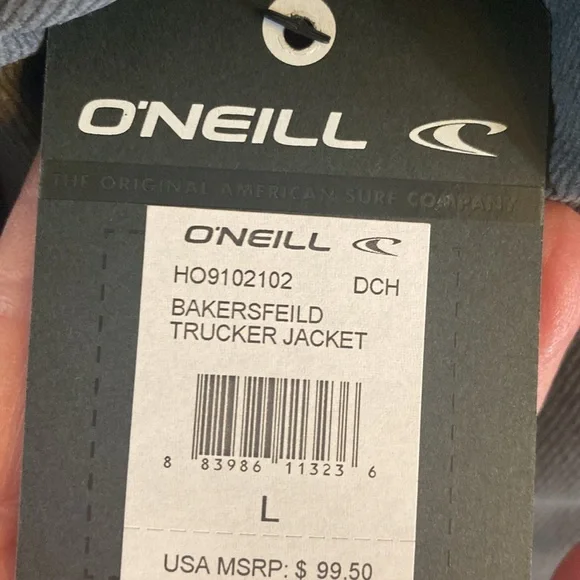 O'NEILL
THE ORIGINAL AMERICAN SURF COMPANY
O'NEILL
HO9102102 DCH
BAKERSFEILD
TRUCKER JACKET
8 83986 11323 6
L
USA MSRP: $ 99.50